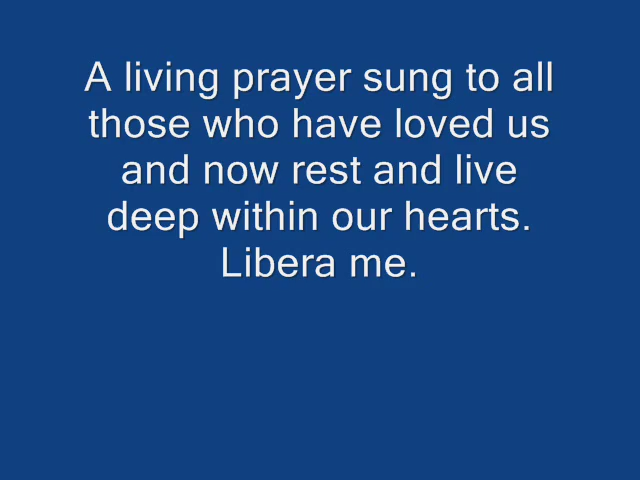 A living prayer sung to all
those who have loved us
and now rest and live
deep within our hearts.
Libera me.